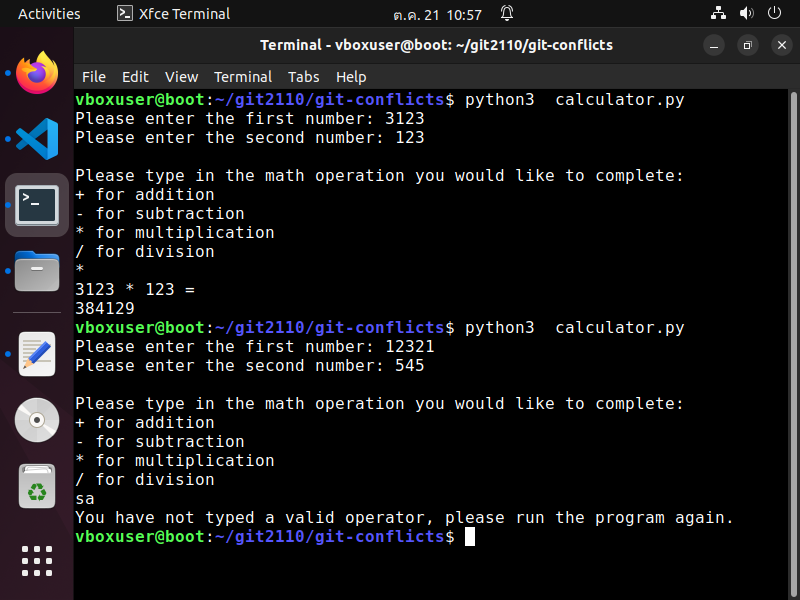 Activities
Xfce Terminal
ต.ค. 21 10:57
Terminal - vboxuser@boot: ~/git2110/git-conflicts
File Edit View Terminal Tabs Help
vboxuser@boot:~/git2110/git-conflicts$ python3  calculator.py
Please enter the first number: 3123
Please enter the second number: 123
Please type in the math operation you would like to complete:
+ for addition
- for subtraction
* for multiplication
/ for division
*
3123 * 123 =
384129
vboxuser@boot:~/git2110/git-conflicts$ python3  calculator.py
Please enter the first number: 12321
Please enter the second number: 545
Please type in the math operation you would like to complete:
+ for addition
- for subtraction
* for multiplication
/ for division
sa
You have not typed a valid operator, please run the program again.
vboxuser@boot:~/git2110/git-conflicts$